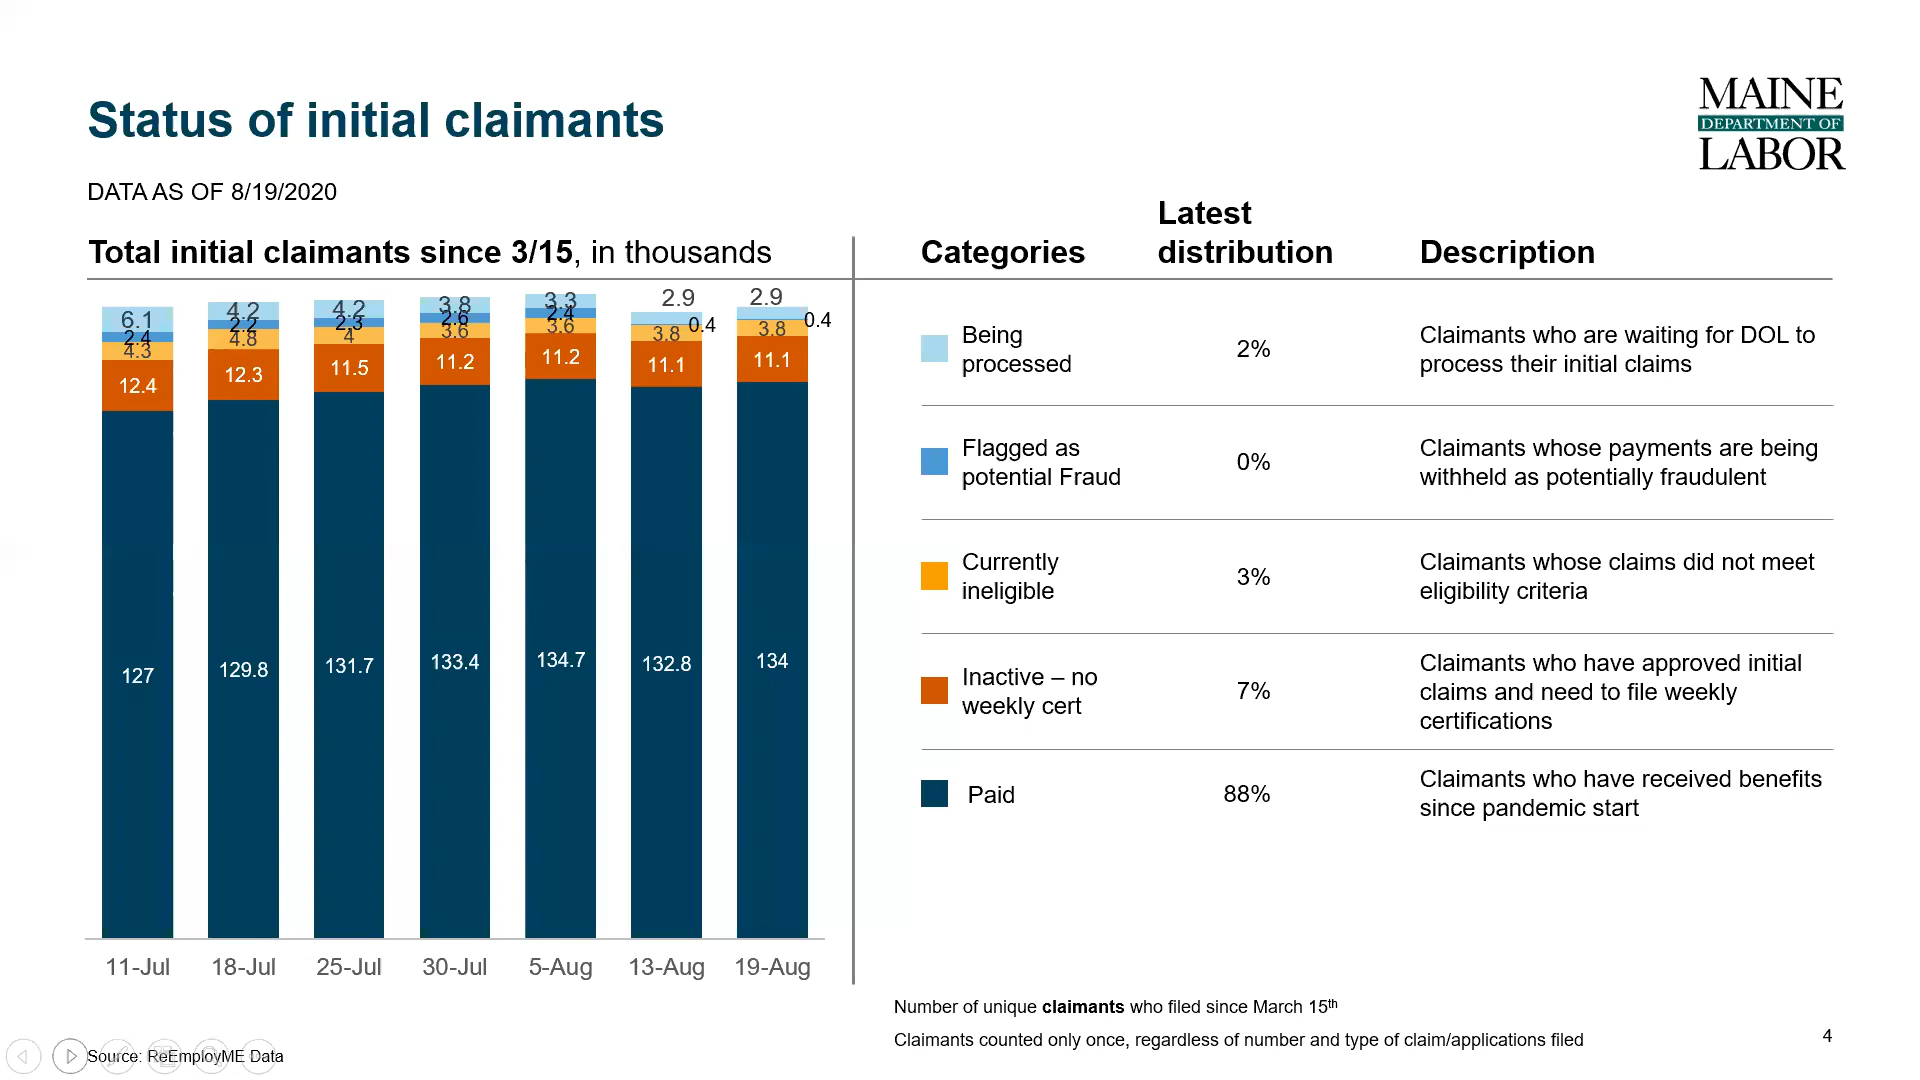 Status of initial claimants
MAINE
DEPARTMENT OF
LABOR
DATA AS OF 8/19/2020
Total initial claimants since 3/15, in thousands
6.1
2.4
4.3
12.4
127
4.2
2.2
4.8
12.3
129.8
4.2
2.3
4
11.5
131.7
3.8
2.6
3.6
11.2
133.4
3.3
2.4
3.6
11.2
134.7
2.9
0.4
3.8
11.1
132.8
2.9
0.4
3.8
11.1
134
11-Jul
18-Jul
25-Jul
30-Jul
5-Aug
13-Aug
19-Aug
Source: ReEmployME Data
Categories
Latest
distribution
Description
Being
processed
2%
Claimants who are waiting for DOL to
process their initial claims
Flagged as
potential Fraud
0%
Claimants whose payments are being
withheld as potentially fraudulent
Currently
ineligible
3%
Claimants whose claims did not meet
eligibility criteria
Inactive – no
weekly cert
7%
Claimants who have approved initial
claims and need to file weekly
certifications
Paid
88%
Claimants who have received benefits
since pandemic start
Number of unique claimants who filed since March 15th
Claimants counted only once, regardless of number and type of claim/applications filed
4